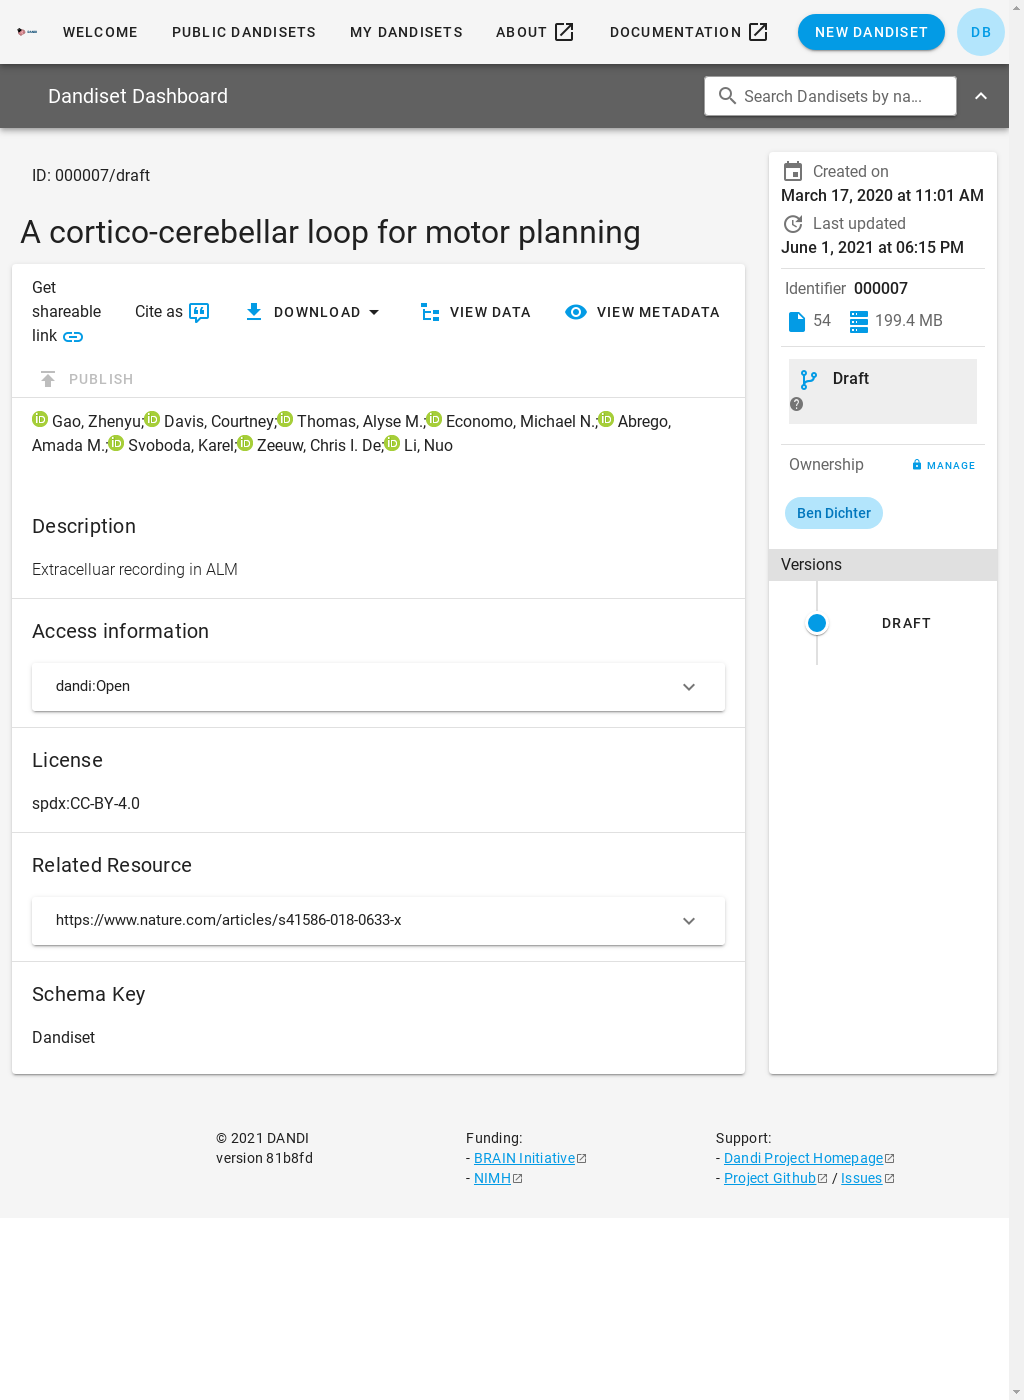 WELCOME PUBLIC DANDISETS MY DANDISETS ABOUT DOCUMENTATION NEW DANDISET DB
Dandiset Dashboard Search Dandisets by na...
ID: 000007/draft
A cortico-cerebellar loop for motor planning
Get
shareable
link
Cite as DOWNLOAD VIEW DATA VIEW METADATA
PUBLISH
Gao, Zhenyu; Davis, Courtney; Thomas, Alyse M.; Economo, Michael N.; Abrego,
Amada M.; Svoboda, Karel; Zeeuw, Chris I. De; Li, Nuo
Description
Extracelluar recording in ALM
Access information
dandi:Open
License
spdx:CC-BY-4.0
Related Resource
https://www.nature.com/articles/s41586-018-0633-x
Schema Key
Dandiset
Created on
March 17, 2020 at 11:01 AM
Last updated
June 1, 2021 at 06:15 PM
Identifier 000007
54 199.4 MB
Draft
Ownership MANAGE
Ben Dichter
Versions
DRAFT
© 2021 DANDI
version 81b8fd
Funding:
- BRAIN Initiative
- NIMH
Support:
- Dandi Project Homepage
- Project Github / Issues